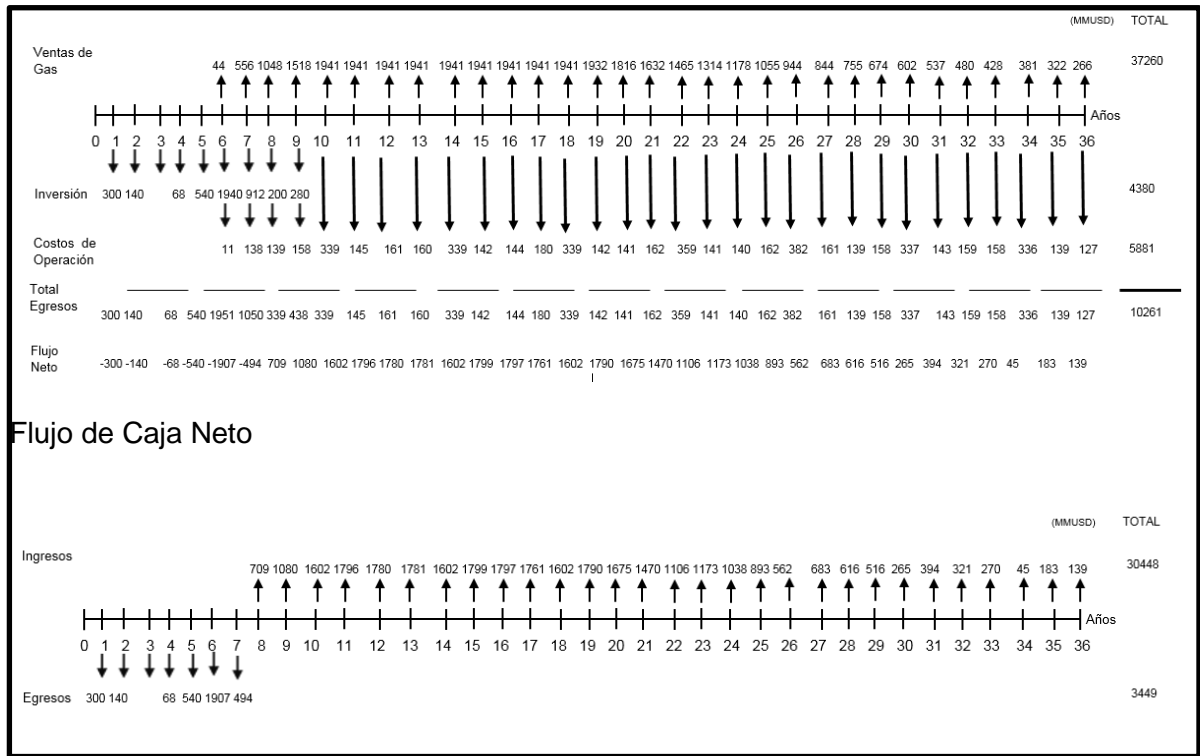 (MMUSD) TOTAL
Ventas de
Gas
44 556 1048 1518 1941 1941 1941 1941 1941 1941 1941 1941 1941 1932 1816 1632 1465 1314 1178 1055 944 844 755 674 602 537 480 428 381 322 266 37260
Años
0 1 2 3 4 5 6 7 8 9 10 11 12 13 14 15 16 17 18 19 20 21 22 23 24 25 26 27 28 29 30 31 32 33 34 35 36
Inversión 300 140 68 540 1940 912 200 280 4380
Costos de
Operación
11 138 139 158 339 145 161 160 339 142 144 180 339 142 141 162 359 141 140 162 382 161 139 158 337 143 159 158 336 139 127 5881
Total
Egresos
300 140 68 540 1951 1050 339 438 339 145 161 160 339 142 144 180 339 142 141 162 359 141 140 162 382 161 139 158 337 143 159 158 336 139 127 10261
Flujo
Neto
-300 -140 -68 -540 -1907 -494 709 1080 1602 1796 1780 1781 1602 1799 1797 1761 1602 1790 1675 1470 1106 1173 1038 893 562 683 616 516 265 394 321 270 45 183 139
Flujo de Caja Neto
(MMUSD) TOTAL
Ingresos
709 1080 1602 1796 1780 1781 1602 1799 1797 1761 1602 1790 1675 1470 1106 1173 1038 893 562 683 616 516 265 394 321 270 45 183 139 30448
Años
0 1 2 3 4 5 6 7 8 9 10 11 12 13 14 15 16 17 18 19 20 21 22 23 24 25 26 27 28 29 30 31 32 33 34 35 36
Egresos 300 140 68 540 1907 494 3449